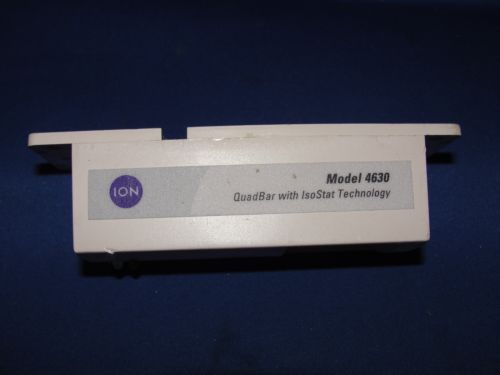 ION
Model 4630
QuadBar with IsoStat Technology